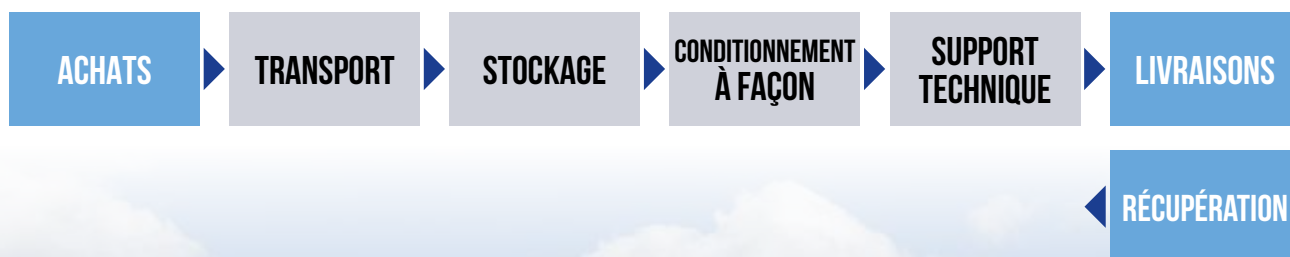 ACHATS
TRANSPORT
STOCKAGE
CONDITIONNEMENT
À FAÇON
SUPPORT
TECHNIQUE
LIVRAISONS
RÉCUPÉRATION